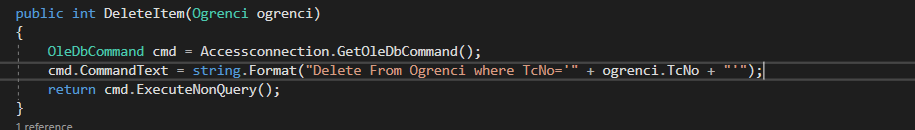 public int DeleteItem(Ogrenci ogrenci)
{
OleDbCommand cmd = Accessconnection.GetOleDbCommand();
cmd.CommandText = string.Format("Delete From Ogrenci where TcNo='" + ogrenci.TcNo + "'");
return cmd.ExecuteNonQuery();
}
1 reference